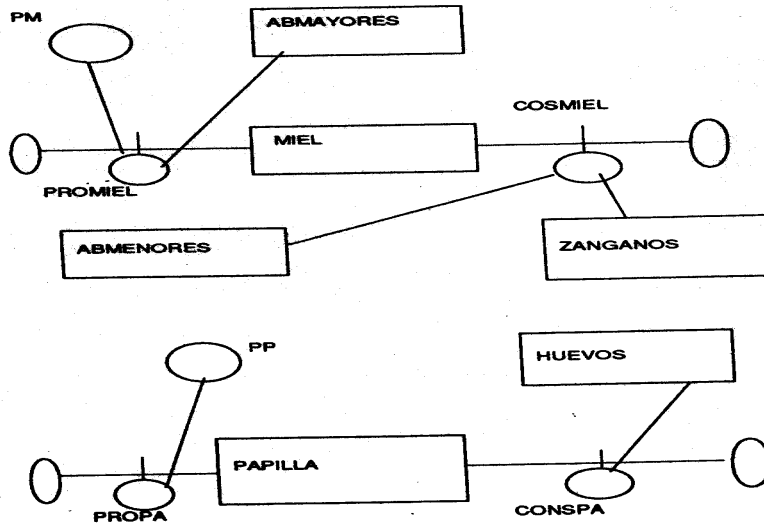 PM
ABMAYORES
COSMIEL
MIEL
PROMIEL
ABMENORES
ZANGANOS
PP
HUEVOS
PAPILLA
PROPA
CONSPA